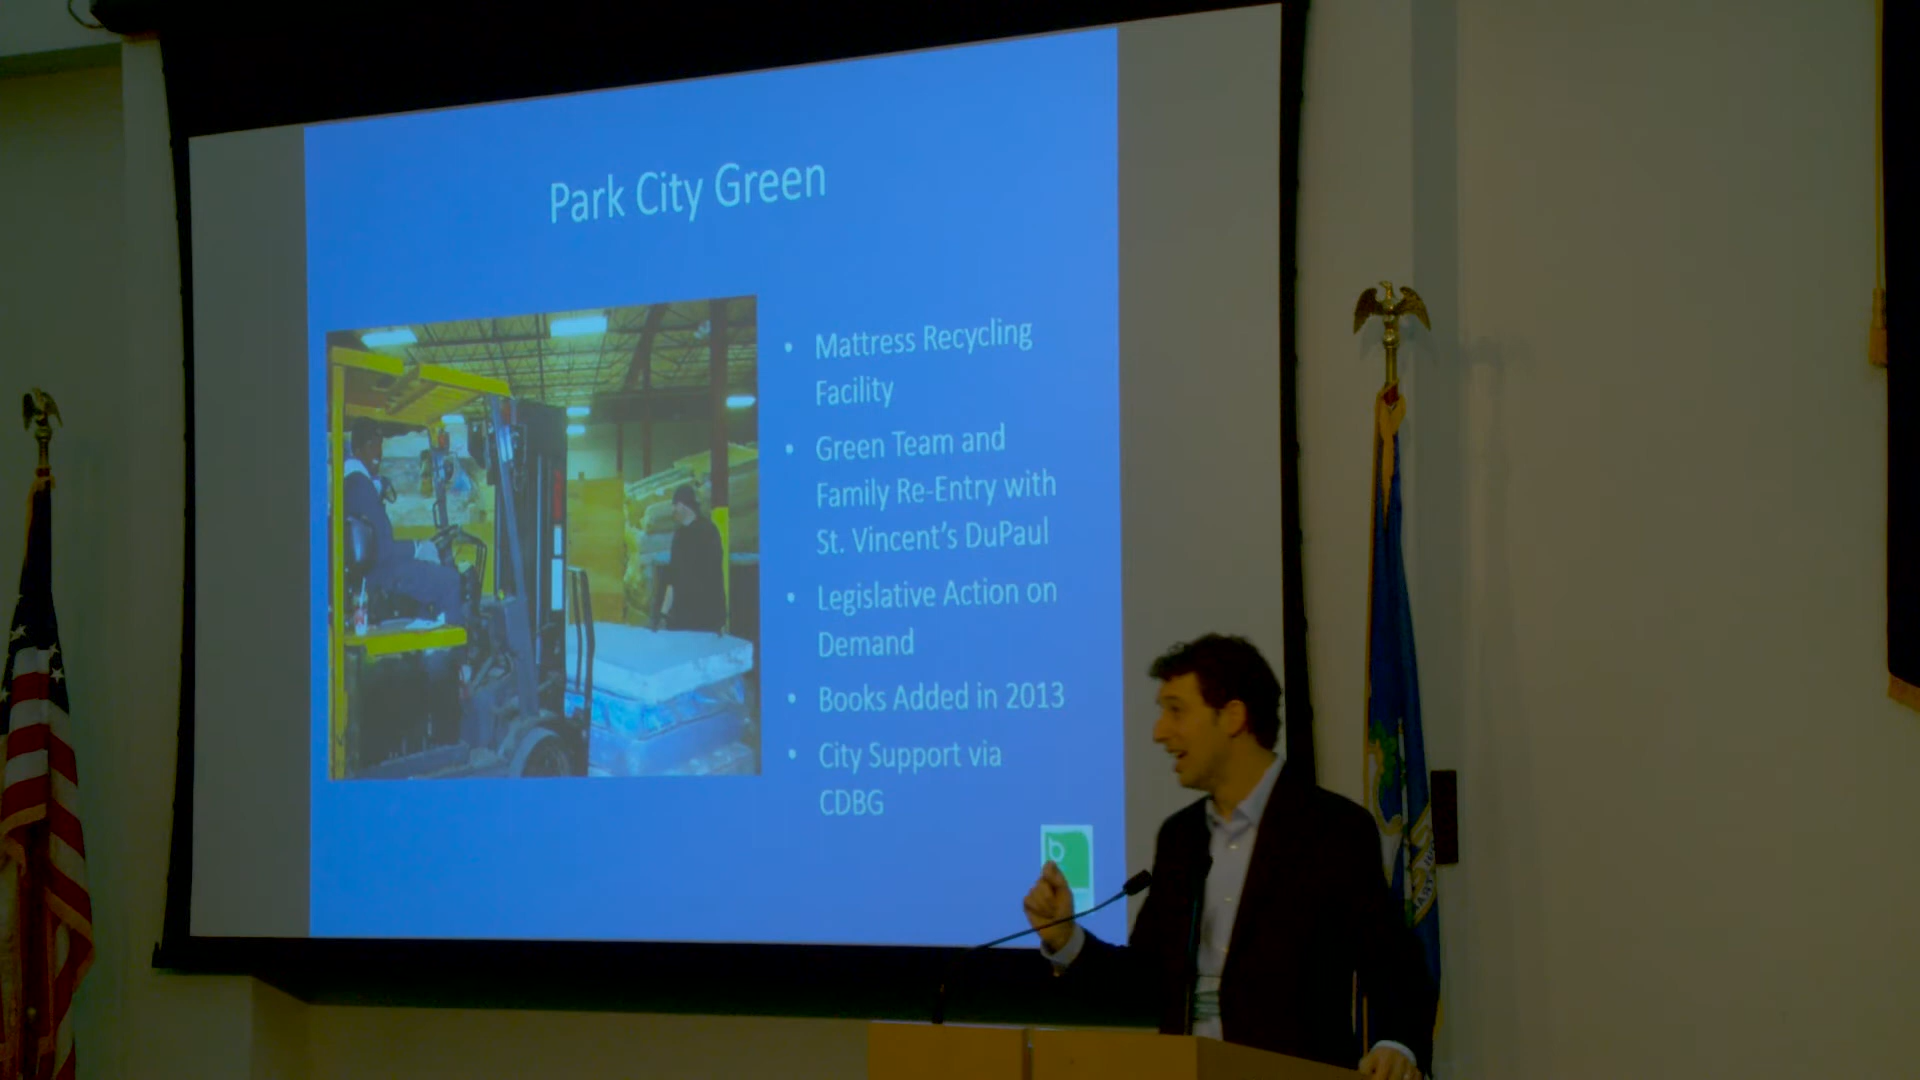 Park City Green
• Mattress Recycling
Facility
• Green Team and
Family Re-Entry with
St. Vincent's DuPaul
• Legislative Action on
Demand
• Books Added in 2013
• City Support via
CDBG
b